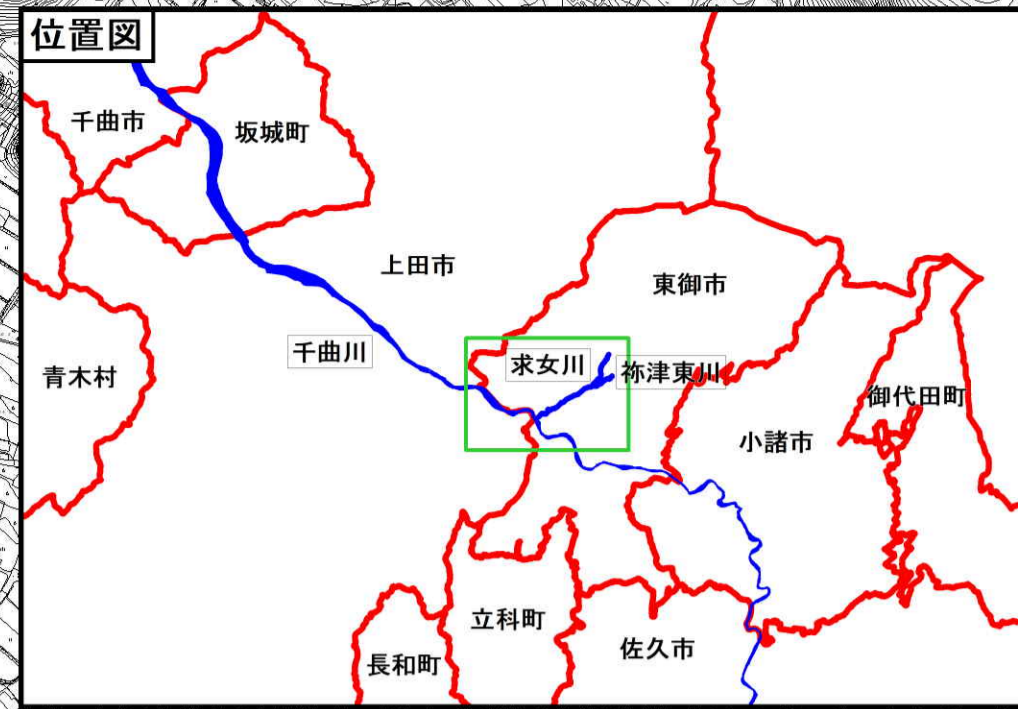 位置図
千曲市
坂城町
上田市
東御市
千曲川
求女川
祢津東川
青木村
御代田町
小諸市
立科町
佐久市
長和町